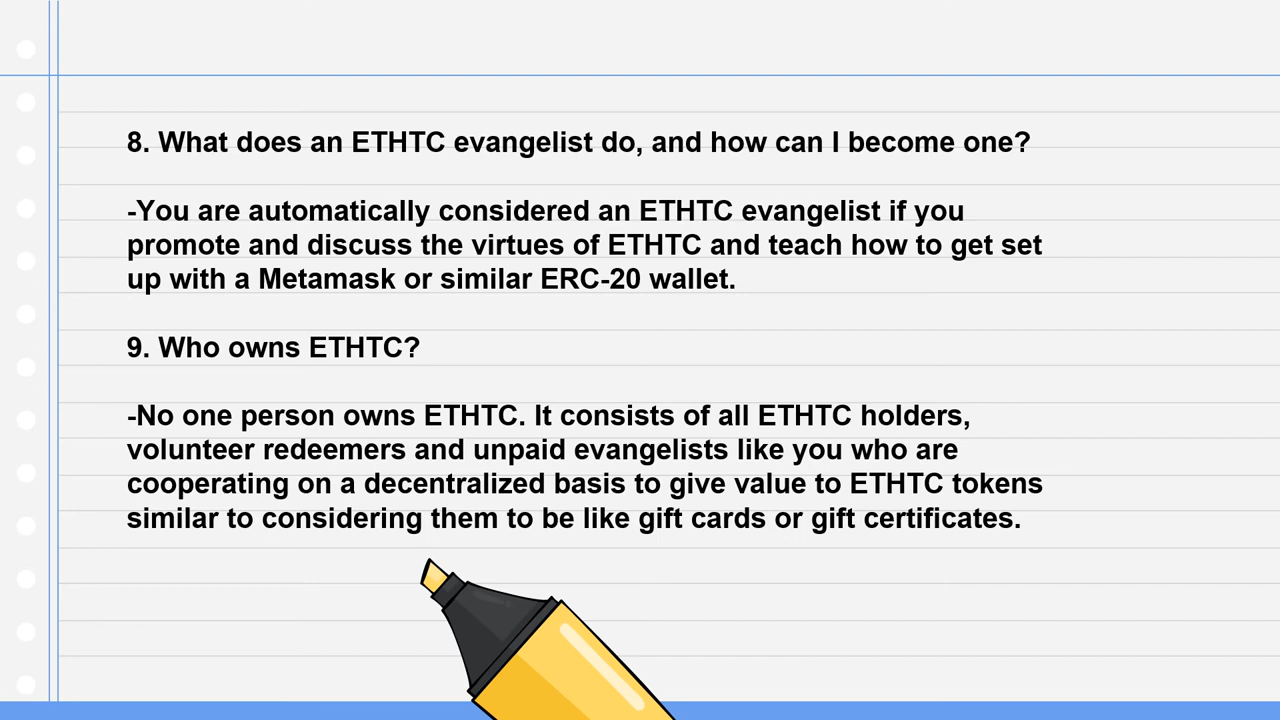 8. What does an ETHTC evangelist do, and how can I become one?
-You are automatically considered an ETHTC evangelist if you
promote and discuss the virtues of ETHTC and teach how to get set
up with a Metamask or similar ERC-20 wallet.
9. Who owns ETHTC?
-No one person owns ETHTC. It consists of all ETHTC holders,
volunteer redeemers and unpaid evangelists like you who are
cooperating on a decentralized basis to give value to ETHTC tokens
similar to considering them to be like gift cards or gift certificates.